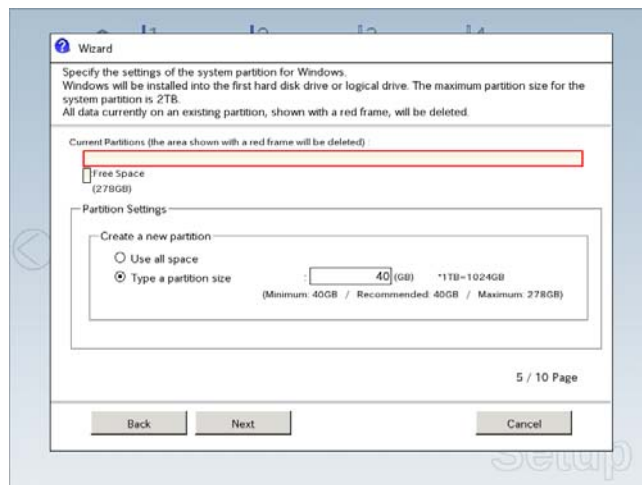 Wizard
Specify the settings of the system partition for Windows.
Windows will be installed into the first hard disk drive or logical drive. The maximum partition size for the
system partition is 2TB.
All data currently on an existing partition, shown with a red frame, will be deleted.
Current Partitions (the area shown with a red frame will be deleted) :
:Free Space
(278GB)
Partition Settings
Create a new partition
Use all space
Type a partition size : 40 (GB) *1TB=1024GB
(Minimum: 40GB / Recommended: 40GB / Maximum: 278GB)
5 / 10 Page
Back Next Cancel
Setup